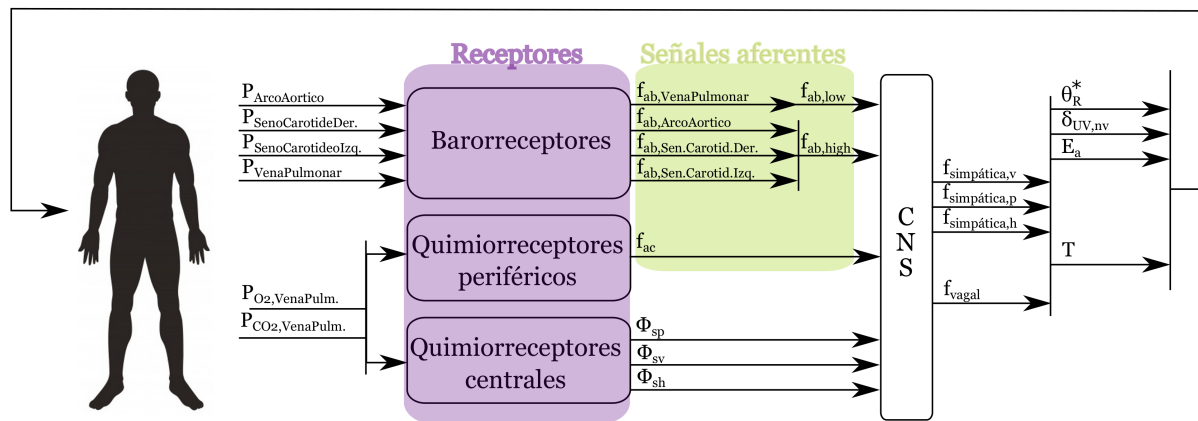 Receptores
Señales aferentes
P_ArcoAortico
P_SenoCarotideDer.
P_SenoCarotideoIzq.
P_VenaPulmonar
Barorreceptores
f_ab,VenaPulmonar
f_ab,ArcoAortico
f_ab,Sen.Carotid.Der.
f_ab,Sen.Carotid.Izq.
f_ab,low
f_ab,high
P_O2,VenaPulm.
P_CO2,VenaPulm.
Quimiorreceptores
periféricos
f_ac
Quimiorreceptores
centrales
Φ_sp
Φ_sv
Φ_sh
C
N
S
f_simpática,v
f_simpática,p
f_simpática,h
f_vagal
θ_R^*
δ_UV,nv
E_a
T